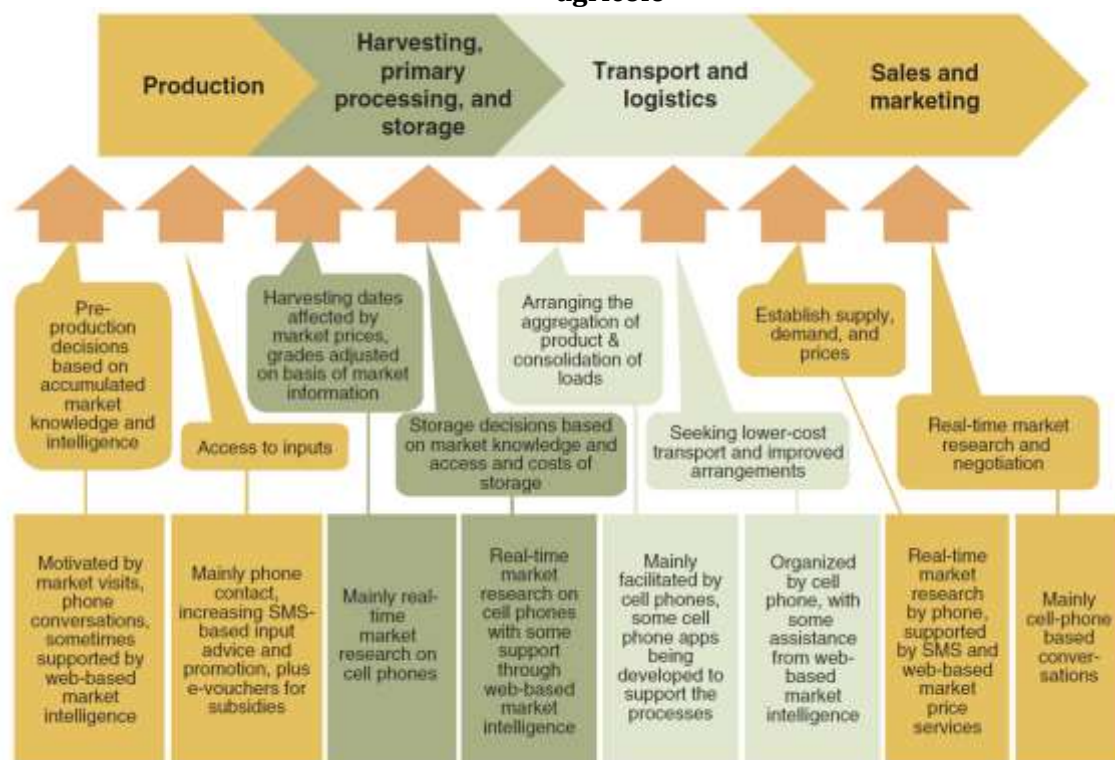 agricole
Production
Harvesting,
primary
processing, and
storage
Transport and
logistics
Sales and
marketing
Pre-
production
decisions
based on
accumulated
market
knowledge and
intelligence
Access to inputs
Harvesting dates
affected by
market prices,
grades adjusted
on basis of market
information
Storage decisions based
on market knowledge and
access and costs of
storage
Arranging the
aggregation of
product &
consolidation of
loads
Seeking lower-cost
transport and improved
arrangements
Establish supply,
demand, and
prices
Real-time market
research and
negotiation
Motivated by
market visits,
phone
conversations,
sometimes
supported by
web-based
market
intelligence
Mainly phone
contact,
increasing SMS-
based input
advice and
promotion, plus
e-vouchers for
subsidies
Mainly real-
time
market
research on
cell phones
Real-time
market
research on
cell phones
with some
support
through
web-based
market
intelligence
Mainly
facilitated by
cell phones,
some cell
phone apps
being
developed to
support the
processes
Organized by
cell phone, with
some
assistance
from web-
based market
intelligence
Real-time
market
research
by phone,
supported
by SMS and
web-based
market
price
services
Mainly
cell-phone
based
conver-
sations